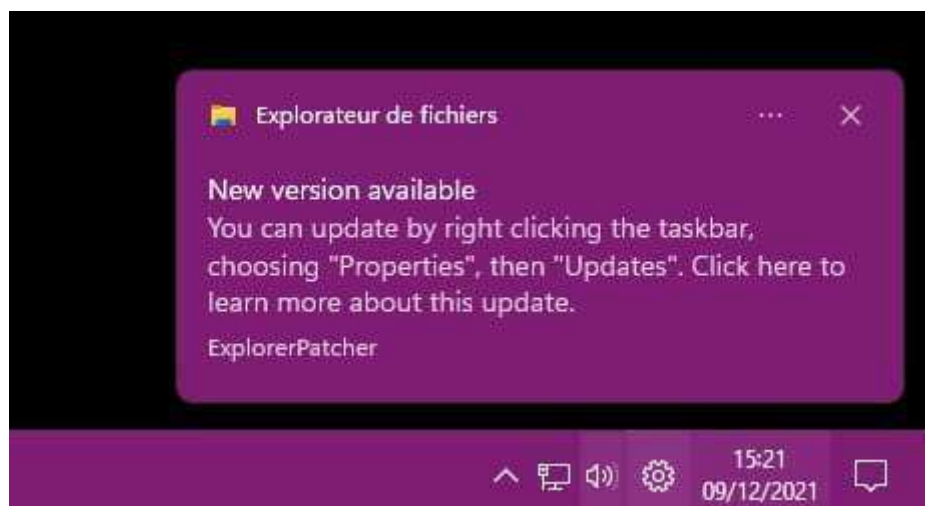 Explorateur de fichiers
New version available
You can update by right clicking the taskbar,
choosing "Properties", then "Updates". Click here to
learn more about this update.
ExplorerPatcher
15:21
09/12/2021